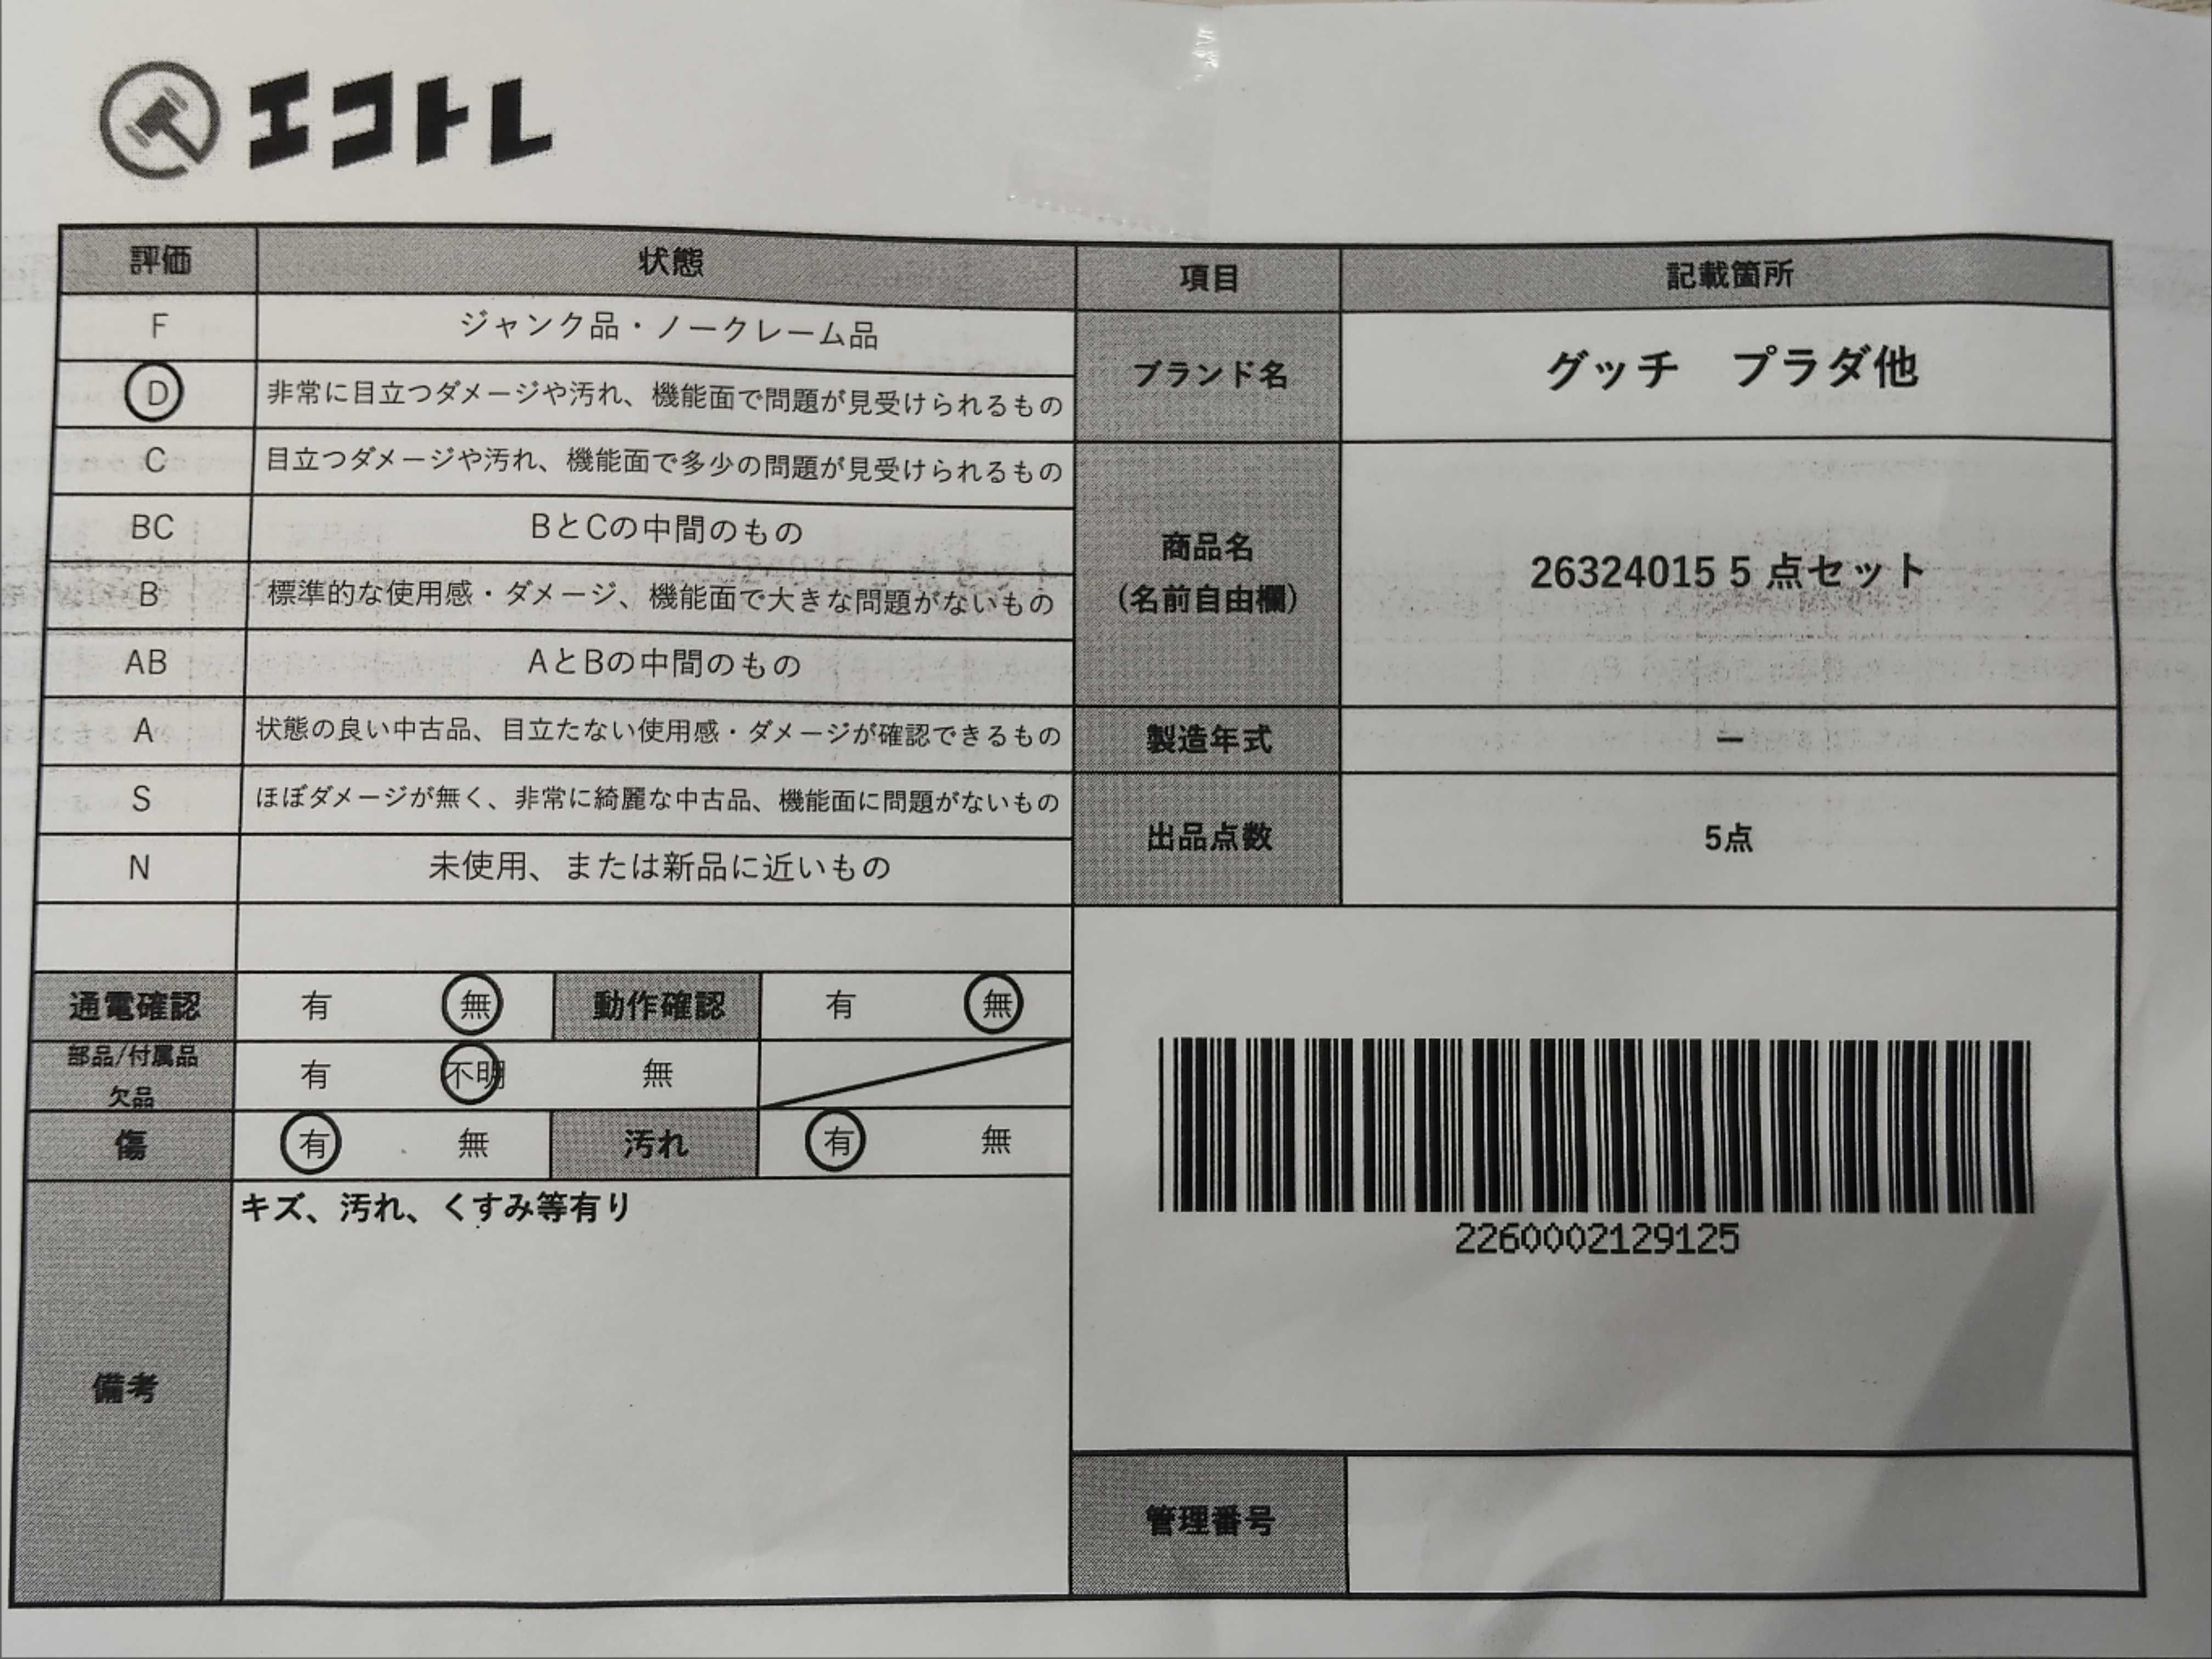 エコトレ
評価 状態
F ジャンク品・ノークレーム品
D 非常に目立つダメージや汚れ、機能面で問題が見受けられるもの
C 目立つダメージや汚れ、機能面で多少の問題が見受けられるもの
BC BとCの中間のもの
B 標準的な使用感・ダメージ、機能面で大きな問題がないもの
AB AとBの中間のもの
A 状態の良い中古品、目立たない使用感・ダメージが確認できるもの
S ほぼダメージが無く、非常に綺麗な中古品、機能面に問題がないもの
N 未使用、または新品に近いもの
通電確認 有 無 動作確認 有 無
部品/付属品
欠品 有 不明 無
傷 有 無 汚れ 有 無
備考 キズ、汚れ、くすみ等有り
項目 記載箇所
ブランド名 グッチ プラダ他
商品名
(名前自由欄) 26324015 5 点セット
製造年式 ー
出品点数 5点
2260002129125
管理番号